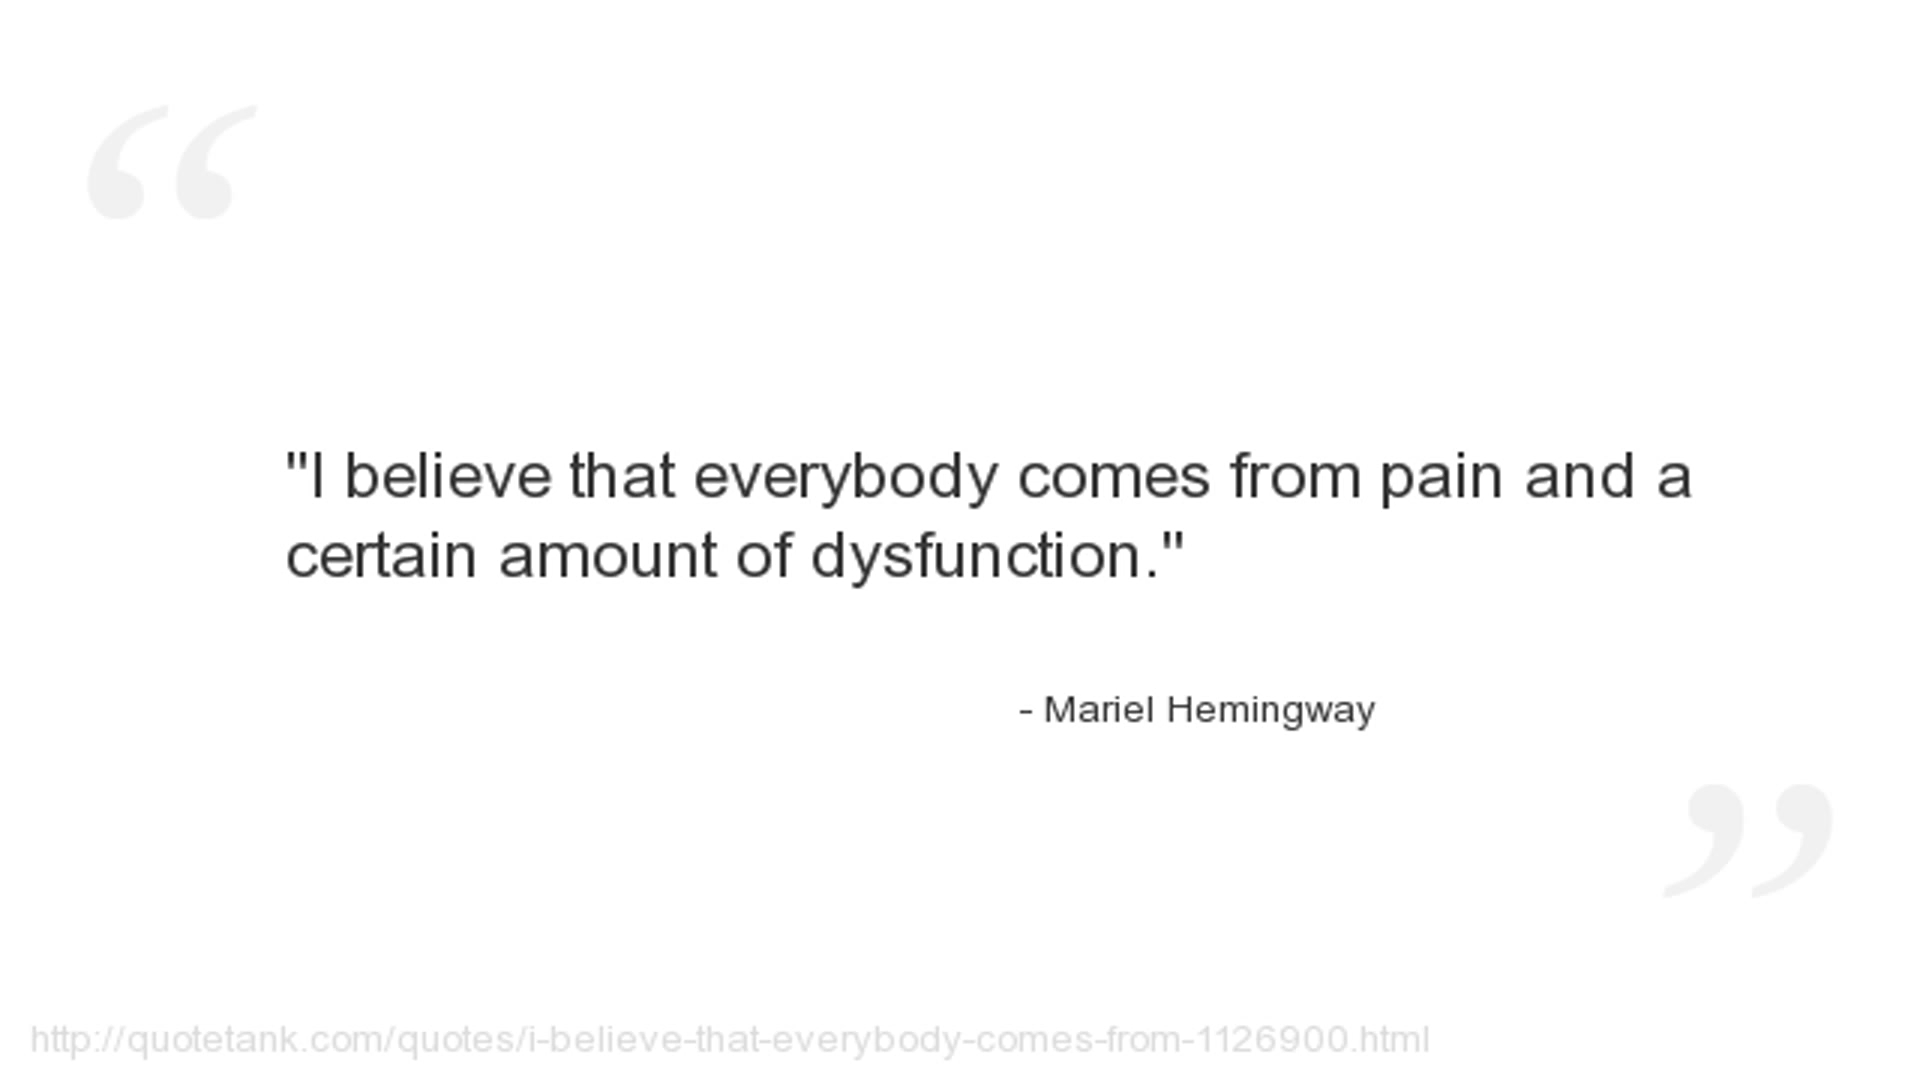 "I believe that everybody comes from pain and a
certain amount of dysfunction."
- Mariel Hemingway
http://quotetank.com/quotes/i-believe-that-everybody-comes-from-1126900.html